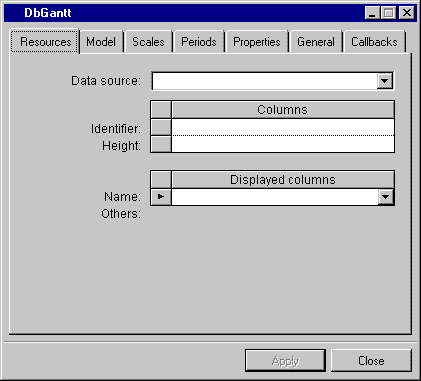 DbGantt
Resources Model Scales Periods Properties General Callbacks
Data source:
Columns
Identifier:
Height:
Displayed columns
Name:
Others:
Apply Close